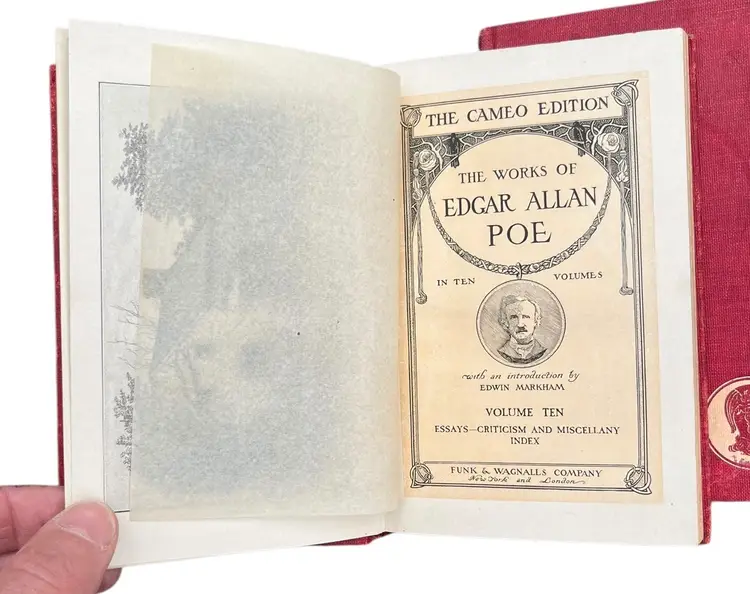 THE CAMEO EDITION
THE WORKS OF
EDGAR ALLAN
POE
IN TEN VOLUMES
with an introduction by
EDWIN MARKHAM
VOLUME TEN
ESSAYS—CRITICISM AND MISCELLANY
INDEX
FUNK & WAGNALLS COMPANY
New York and London